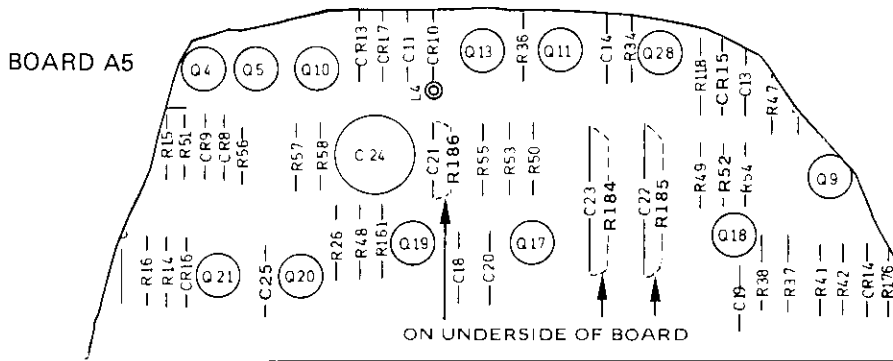 BOARD A5
CR13 CR17 C11 CR10 R36 C14 R34
Q4 Q5 Q10 Q13 Q11 Q28 R118 CR15 C13
L4 R47
R15 R51 CR9 CR8 R56 R57 R58 C24 C21 R186 R55 R53 R50 C23 R184 C22 R185 R49 R52 R54 Q9
R16 R14 CR16 Q21 C25 Q20 R26 R48 R161 Q19 C18 C20 Q17 Q18
C19 R38 R37 R41 R42 CR14 R176
ON UNDERSIDE OF BOARD